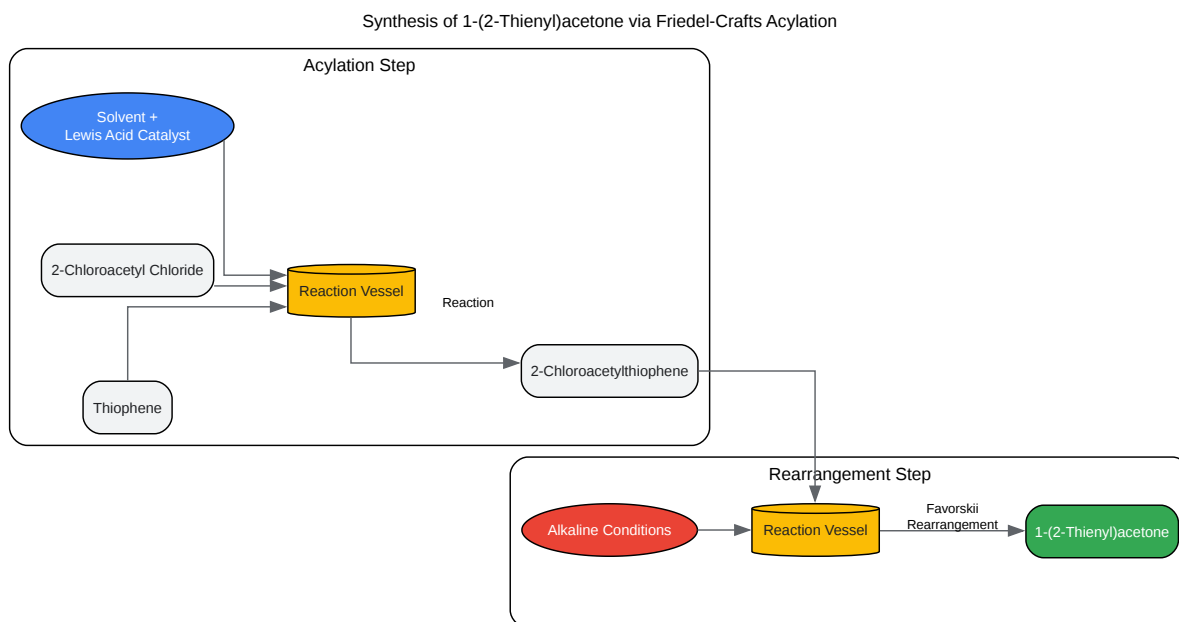 Synthesis of 1-(2-Thienyl)acetone via Friedel-Crafts Acylation
Acylation Step
Solvent +
Lewis Acid Catalyst
2-Chloroacetyl Chloride
Reaction Vessel
Reaction
2-Chloroacetylthiophene
Thiophene
Rearrangement Step
Alkaline Conditions
Reaction Vessel
Favorskii
Rearrangement
1-(2-Thienyl)acetone